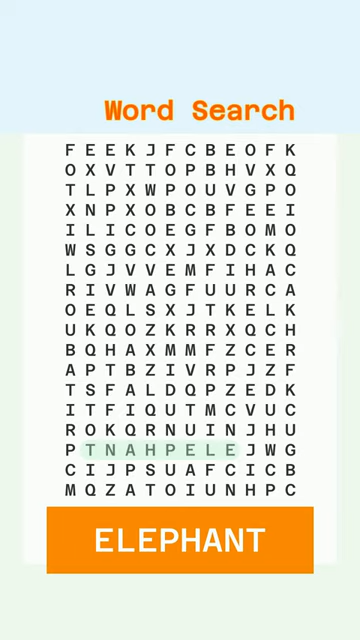 Word Search
F E E K J F C B E O F K
O X V T T O P B H V X Q
T L P X W P O U V G P O
X N P X O B C B F E E I
I L I C O E G F B O M O
W S G G C X J X D C K Q
L G J V V E M F I H A C
R I V W A G F U U R C A
O E Q L S X J T K E L K
U K Q O Z K R R X Q C H
B Q H A X M M F Z C E R
A P T B Z I V R P J Z F
T S F A L D Q P Z E D K
I T F I Q U T M C V U C
R O K Q R N U I N J H U
P T N A H P E L E J W G
C I J P S U A F C I C B
M Q Z A T O I U N H P C
ELEPHANT